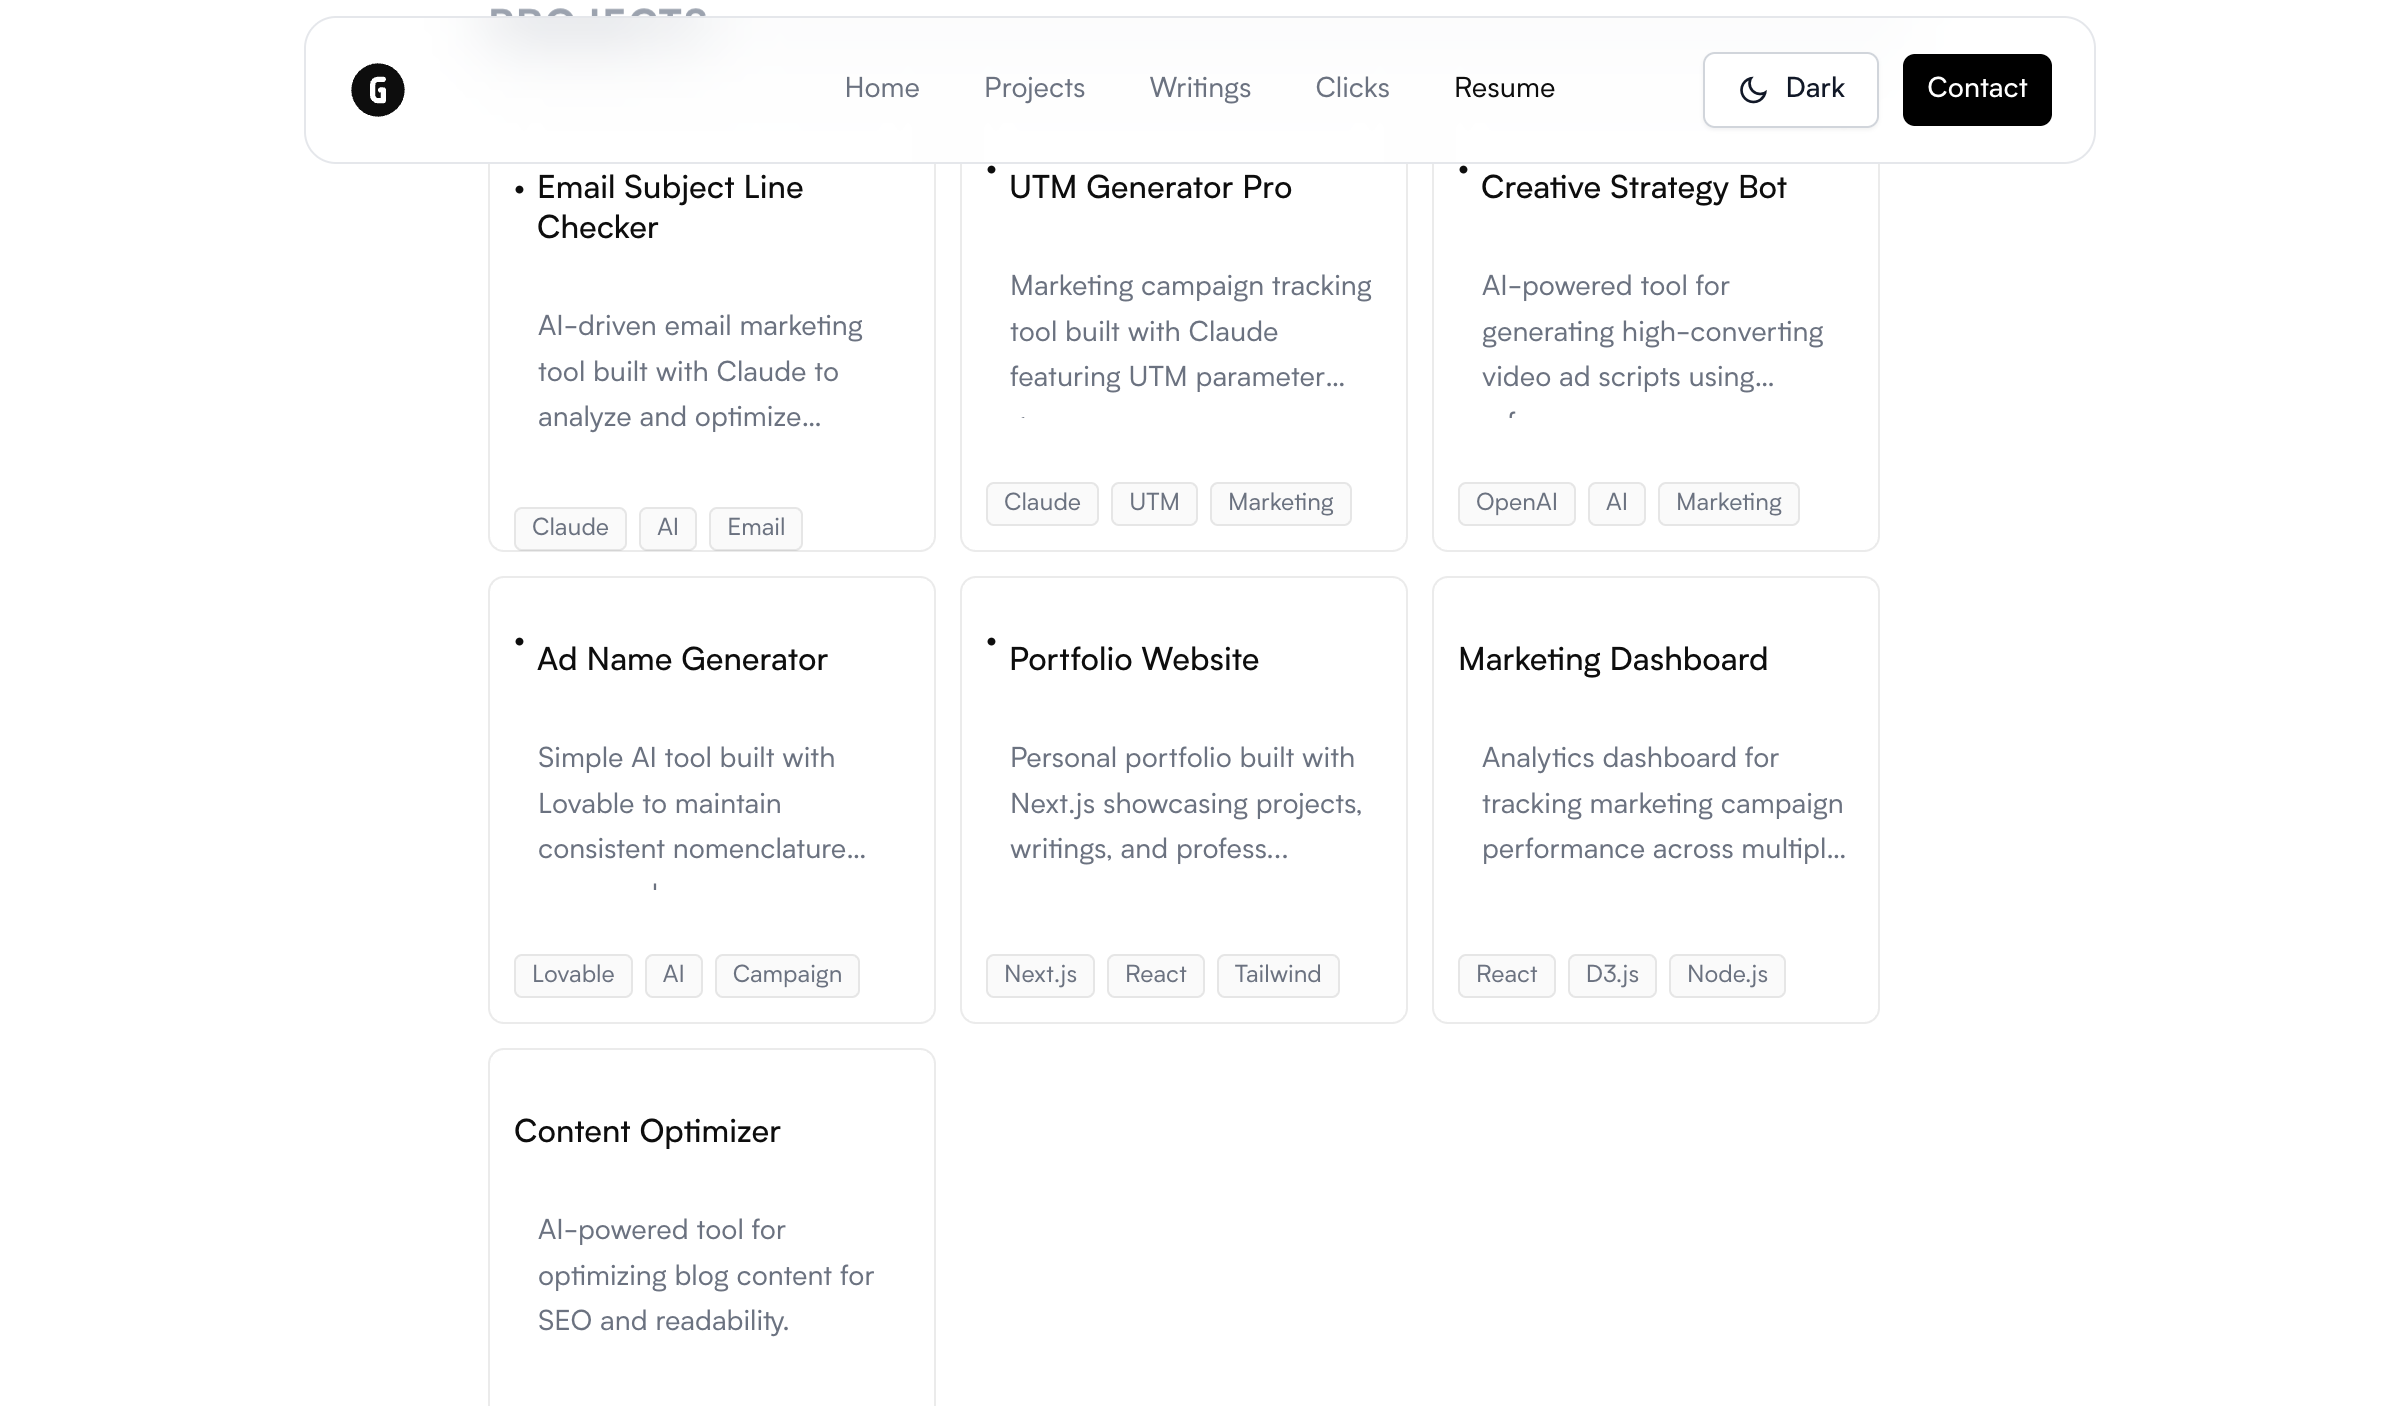 PROJECTS
G
Home
Projects
Writings
Clicks
Resume
Dark
Contact
• Email Subject Line
Checker
AI-driven email marketing
tool built with Claude to
analyze and optimize...
Claude
AI
Email
• UTM Generator Pro
Marketing campaign tracking
tool built with Claude
featuring UTM parameter...
Claude
UTM
Marketing
• Creative Strategy Bot
AI-powered tool for
generating high-converting
video ad scripts using...
OpenAI
AI
Marketing
• Ad Name Generator
Simple AI tool built with
Lovable to maintain
consistent nomenclature...
Lovable
AI
Campaign
• Portfolio Website
Personal portfolio built with
Next.js showcasing projects,
writings, and profess...
Next.js
React
Tailwind
Marketing Dashboard
Analytics dashboard for
tracking marketing campaign
performance across multipl...
React
D3.js
Node.js
Content Optimizer
AI-powered tool for
optimizing blog content for
SEO and readability.